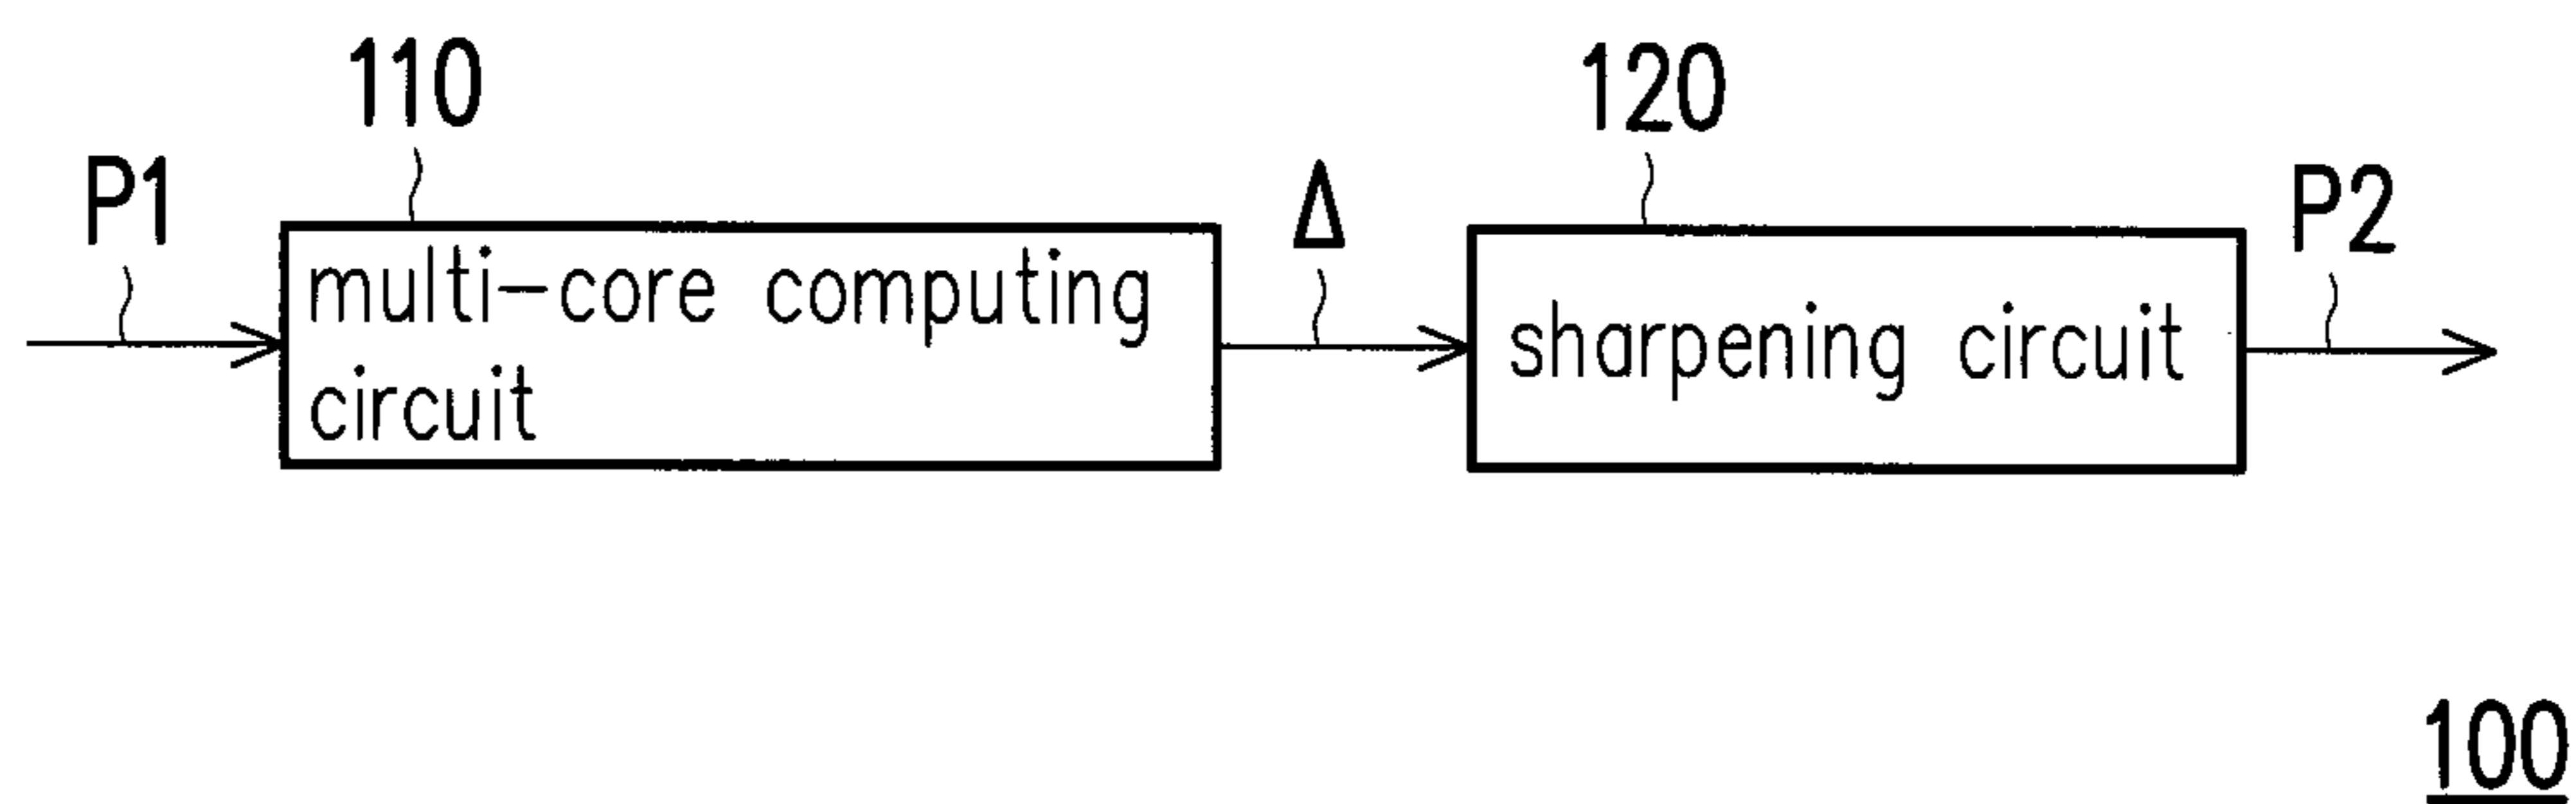 110
120
P1
Δ
P2
multi-core computing
circuit
sharpening circuit
100